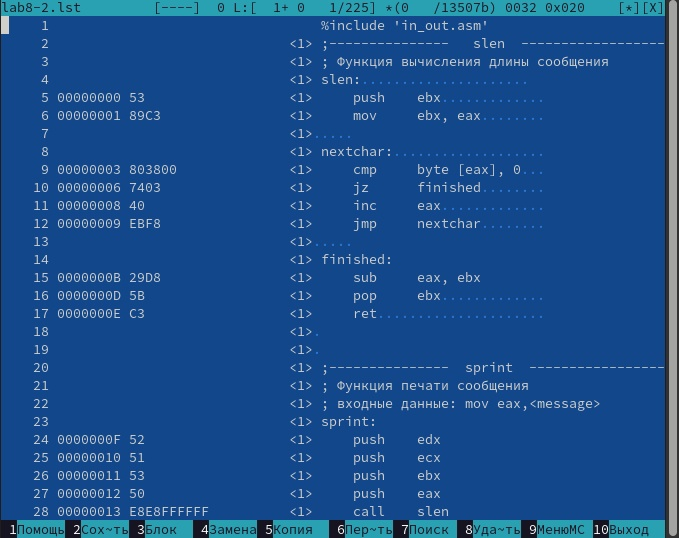 lab8-2.lst [----] 0 L:[ 1+ 0 1/225] *(0 /13507b) 0032 0x020 [*][X]
1 %include 'in_out.asm'
2 <1> ;--------------- slen ------------------
3 <1> ; Функция вычисления длины сообщения
4 <1> slen:.....................
5 00000000 53 <1> push ebx.............
6 00000001 89C3 <1> mov ebx, eax........
7 <1>.....
8 <1> nextchar:...................
9 00000003 803800 <1> cmp byte [eax], 0...
10 00000006 7403 <1> jz finished........
11 00000008 40 <1> inc eax.............
12 00000009 EBF8 <1> jmp nextchar........
13 <1>.....
14 <1> finished:
15 0000000B 29D8 <1> sub eax, ebx
16 0000000D 5B <1> pop ebx.............
17 0000000E C3 <1> ret.....................
18 <1>.
19 <1>.
20 <1> ;--------------- sprint -----------------
21 <1> ; Функция печати сообщения
22 <1> ; входные данные: mov eax,<message>
23 <1> sprint:
24 0000000F 52 <1> push edx
25 00000010 51 <1> push ecx
26 00000011 53 <1> push ebx
27 00000012 50 <1> push eax
28 00000013 E8E8FFFFFF <1> call slen
1Помощь 2Сох~ть 3Блок 4Замена 5Копия 6Пер~ть 7Поиск 8Уда~ть 9МенюMC 10Выход